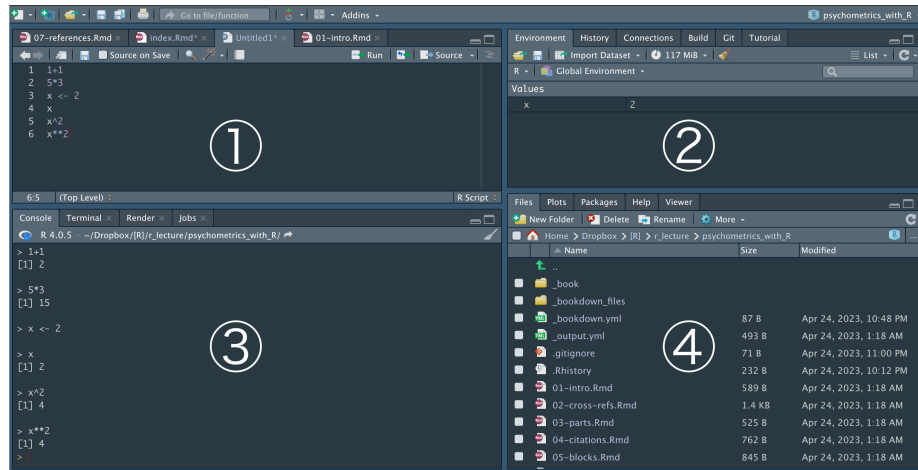 Go to file/function Addins psychometrics_with_R
07-references.Rmd index.Rmd* Untitled1* 01-intro.Rmd
Source on Save Run Source
1 1+1
2 5*3
3 x <- 2
4 x
5 x^2
6 x**2
①
6:5 (Top Level) R Script
Environment History Connections Build Git Tutorial
Import Dataset 117 MiB List
R Global Environment
Values
x 2
②
Console Terminal Render Jobs
R 4.0.5 · ~/Dropbox/[R]/r_lecture/psychometrics_with_R/
> 1+1
[1] 2
> 5*3
[1] 15
> x <- 2
> x
[1] 2
> x^2
[1] 4
> x**2
[1] 4
>
③
Files Plots Packages Help Viewer
New Folder Delete Rename More
Home Dropbox [R] r_lecture psychometrics_with_R ...
Name Size Modified
..
_book
_bookdown_files
_bookdown.yml 87 B Apr 24, 2023, 10:48 PM
_output.yml 493 B Apr 24, 2023, 1:18 AM
.gitignore 71 B Apr 24, 2023, 11:00 PM
.Rhistory 232 B Apr 24, 2023, 10:12 PM
01-intro.Rmd 589 B Apr 24, 2023, 1:18 AM
02-cross-refs.Rmd 1.4 KB Apr 24, 2023, 1:18 AM
03-parts.Rmd 525 B Apr 24, 2023, 1:18 AM
04-citations.Rmd 762 B Apr 24, 2023, 1:18 AM
05-blocks.Rmd 845 B Apr 24, 2023, 1:18 AM
④